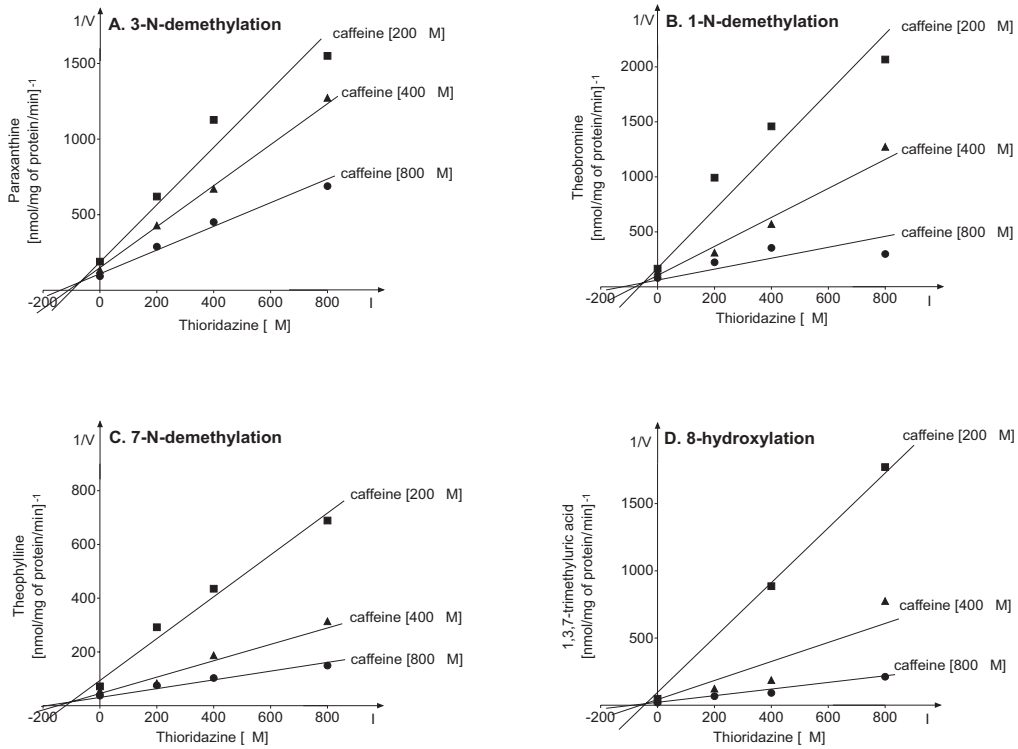 A. 3-N-demethylation
1/V
caffeine [200 M]
1500
caffeine [400 M]
1000
caffeine [800 M]
500
Paraxanthine
[nmol/mg of protein/min]-1
-200 0 200 400 600 800 I
Thioridazine [ M]
B. 1-N-demethylation
1/V
caffeine [200 M]
2000
1500
caffeine [400 M]
1000
caffeine [800 M]
500
Theobromine
[nmol/mg of protein/min]-1
-200 0 200 400 600 800 I
Thioridazine [ M]
C. 7-N-demethylation
1/V
800
caffeine [200 M]
600
400
caffeine [400 M]
200
caffeine [800 M]
Theophylline
[nmol/mg of protein/min]-1
-200 0 200 400 600 800 I
Thioridazine [ M]
D. 8-hydroxylation
1/V
caffeine [200 M]
1500
1000
caffeine [400 M]
500
caffeine [800 M]
1,3,7-trimethyluric acid
[nmol/mg of protein/min]-1
-200 0 200 400 600 800 I
Thioridazine [ M]